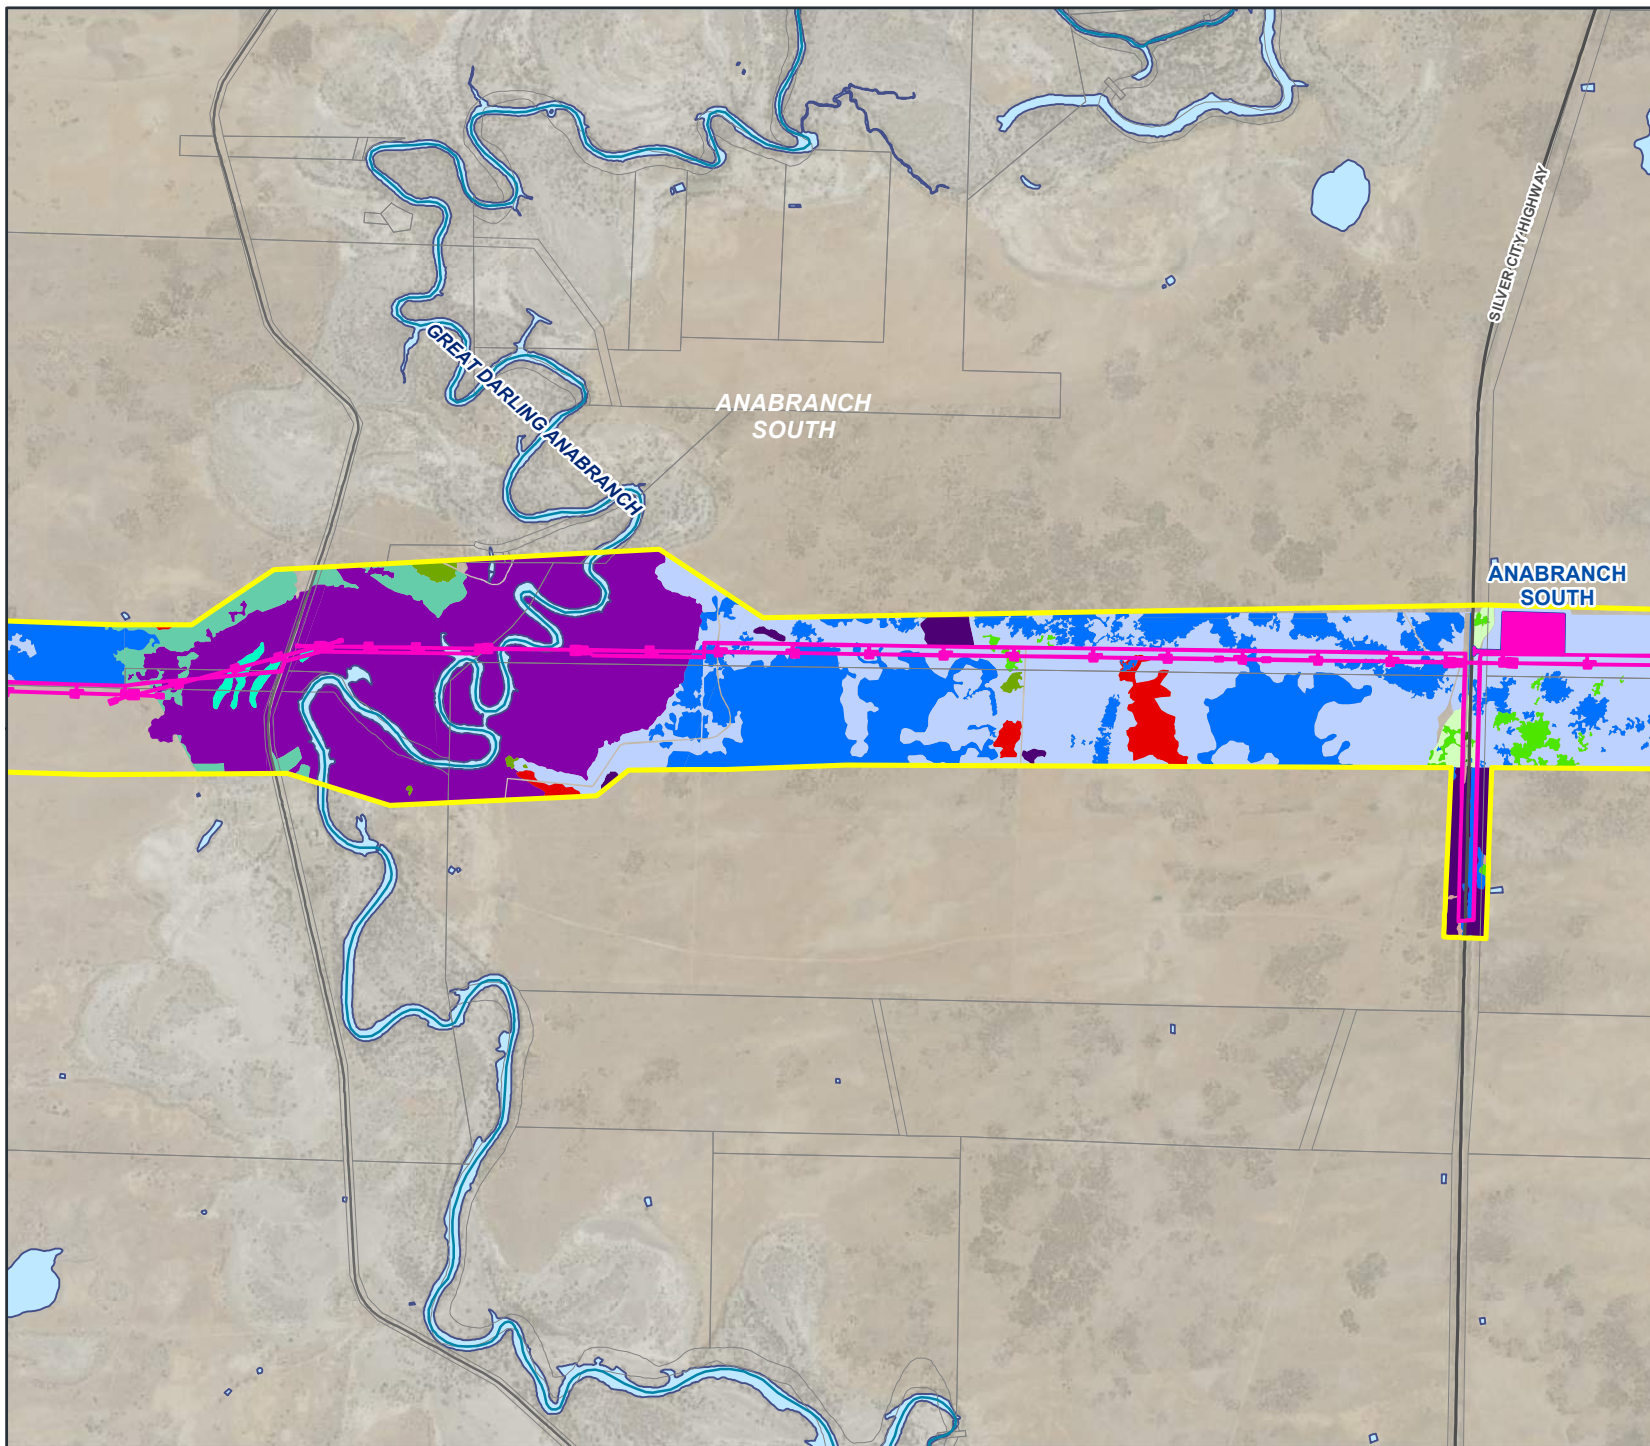 SILVER CITY HIGHWAY
GREAT DARLING ANABRANCH
ANABRANCH
SOUTH
ANABRANCH
SOUTH